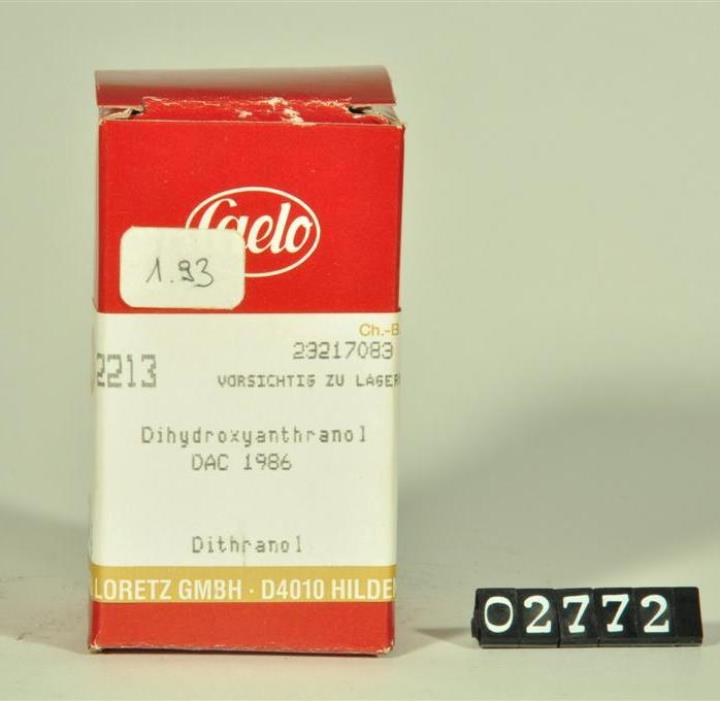 Caelo
1.93
Ch.-B
23217083
2213
VORSICHTIG ZU LAGER
Dihydroxyanthranol
DAC 1986
Dithranol
LORETZ GMBH · D4010 HILDEN
02772